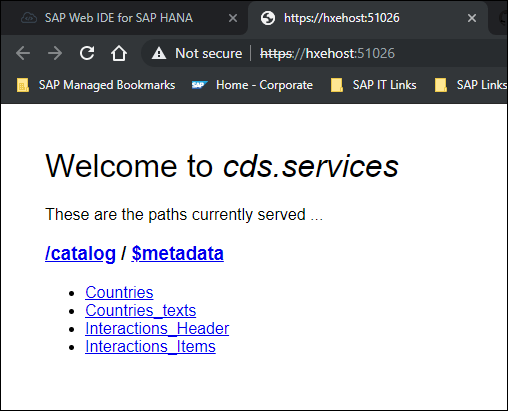 SAP Web IDE for SAP HANA
https://hxehost:51026
Not secure | https://hxehost:51026
SAP Managed Bookmarks
SAP
Home - Corporate
SAP IT Links
SAP Links
Welcome to cds.services
These are the paths currently served ...
/catalog / $metadata
Countries
Countries_texts
Interactions_Header
Interactions_Items